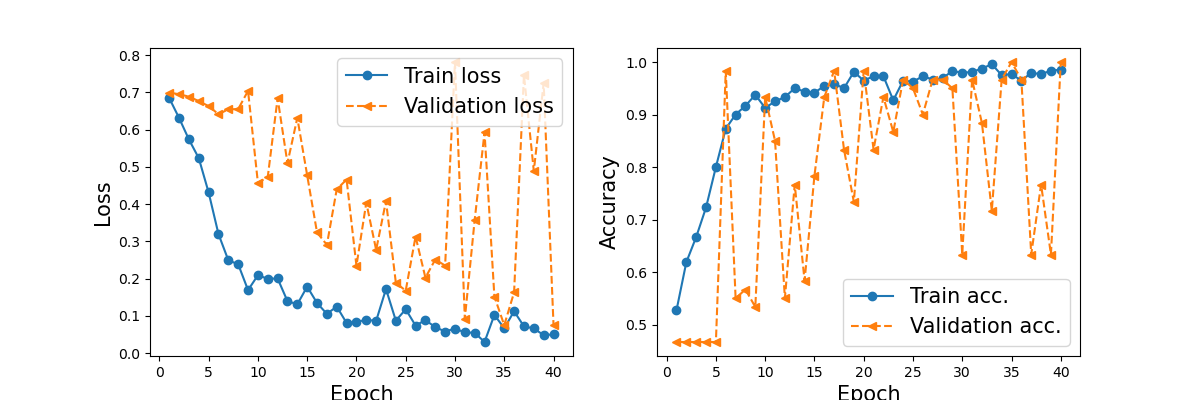 0.8
0.7
0.6
0.5
0.4
0.3
0.2
0.1
0.0
Loss
0 5 10 15 20 25 30 35 40
Epoch
Train loss
Validation loss
1.0
0.9
0.8
0.7
0.6
0.5
Accuracy
0 5 10 15 20 25 30 35 40
Epoch
Train acc.
Validation acc.